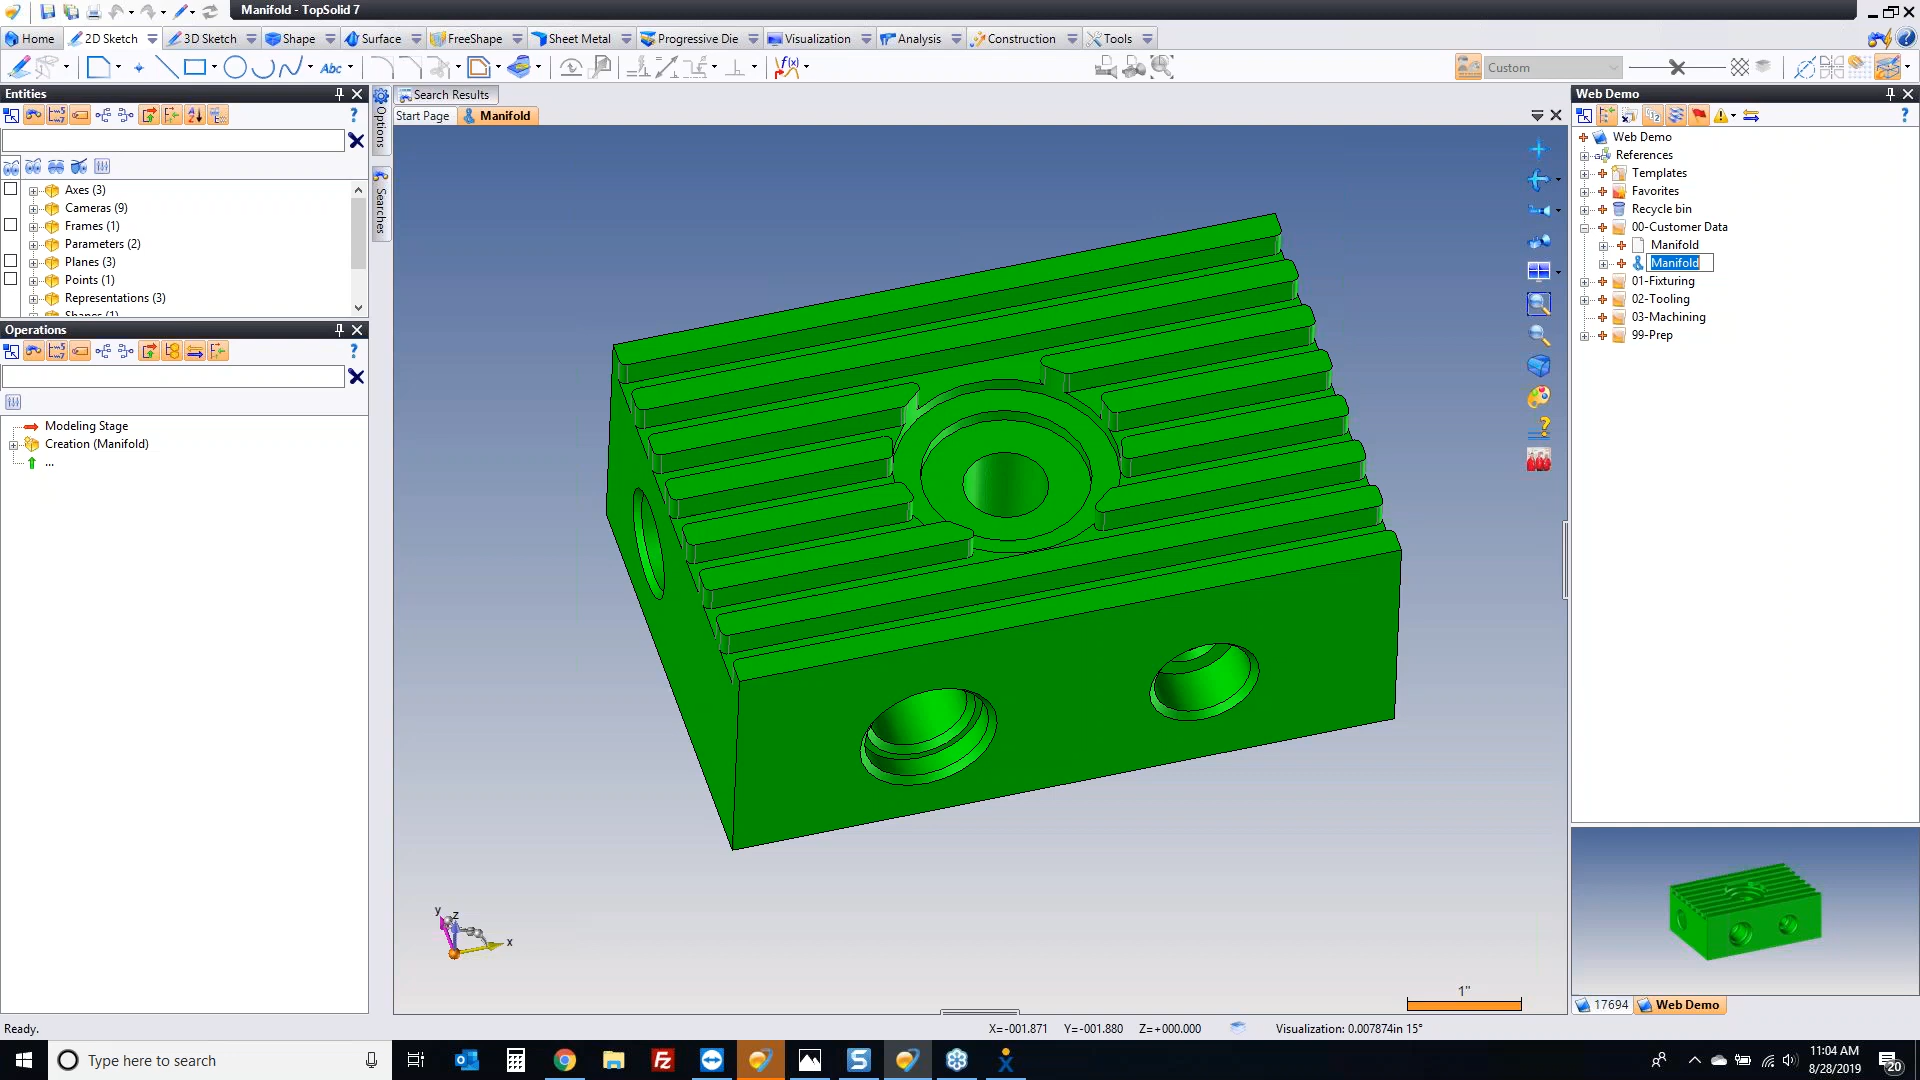 Manifold - TopSolid 7
Home
2D Sketch
3D Sketch
Shape
Surface
FreeShape
Sheet Metal
Progressive Die
Visualization
Analysis
Construction
Tools
Abc
Custom
Entities
Axes (3)
Cameras (9)
Frames (1)
Parameters (2)
Planes (3)
Points (1)
Representations (3)
Shapes (1)
Operations
Modeling Stage
Creation (Manifold)
...
Options
Searches
Search Results
Start Page
Manifold
y
z
x
1"
Web Demo
Web Demo
References
Templates
Favorites
Recycle bin
00-Customer Data
Manifold
Manifold
01-Fixturing
02-Tooling
03-Machining
99-Prep
17694
Web Demo
Ready.
X=-001.871 Y=-001.880 Z=+000.000
Visualization: 0.007874in 15°
Type here to search
11:04 AM
8/28/2019
20